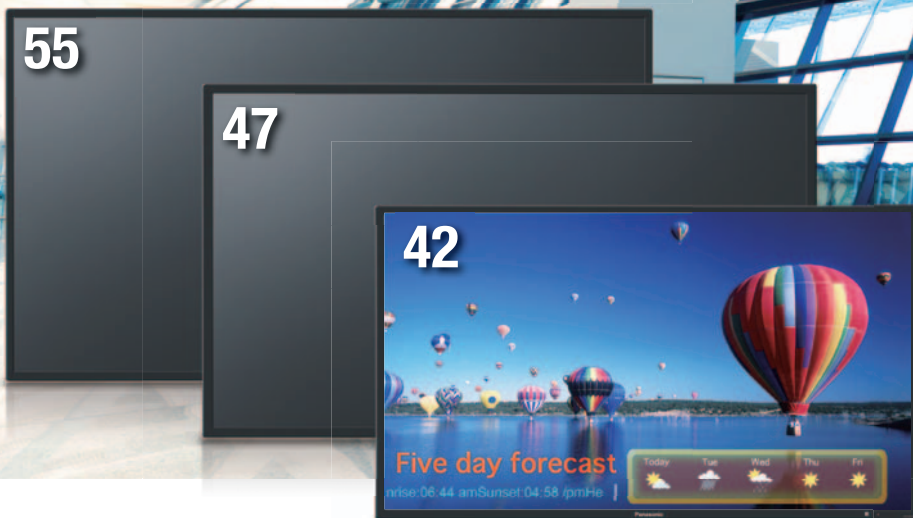 55
47
42
Five day forecast
Today Tue Wed Thu Fri
nrise:06:44 amSunset:04:58 /pmHe
Panasonic